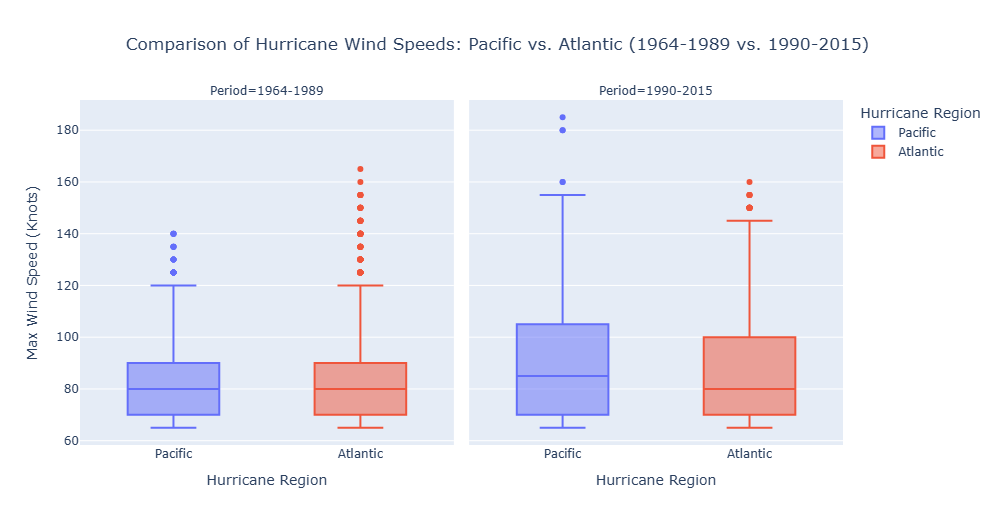 Comparison of Hurricane Wind Speeds: Pacific vs. Atlantic (1964-1989 vs. 1990-2015)
Period=1964-1989
Period=1990-2015
Hurricane Region
Pacific
Atlantic
Max Wind Speed (Knots)
180
160
140
120
100
80
60
Pacific
Atlantic
Pacific
Atlantic
Hurricane Region
Hurricane Region